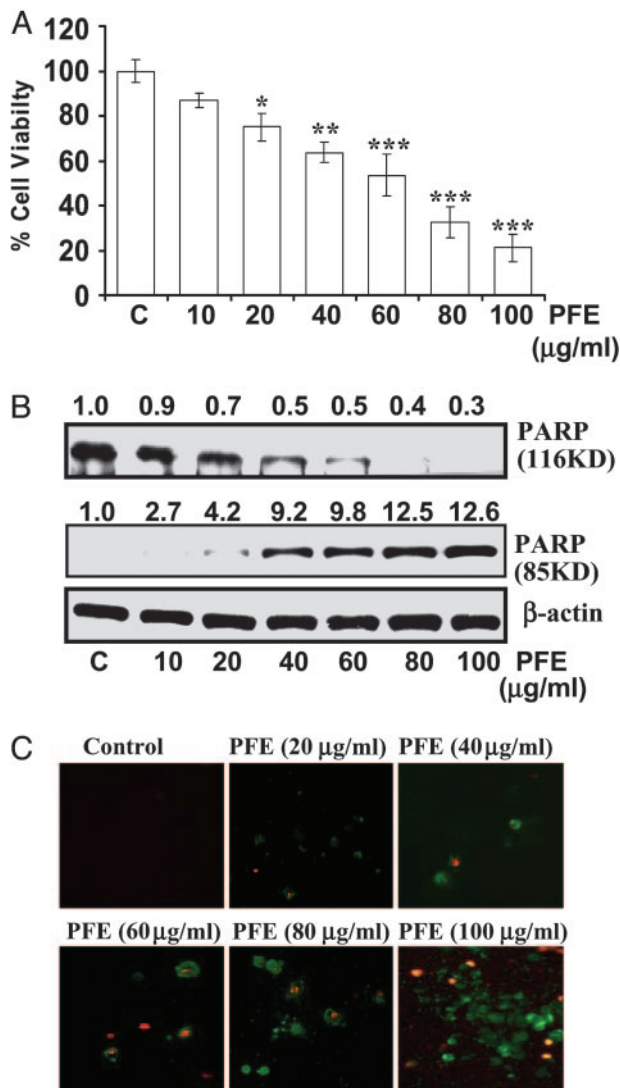 A
120
100
80
60
40
20
0
% Cell Viabilty
* ** *** *** ***
C 10 20 40 60 80 100 PFE
(μg/ml)
B
1.0 0.9 0.7 0.5 0.5 0.4 0.3
PARP
(116KD)
1.0 2.7 4.2 9.2 9.8 12.5 12.6
PARP
(85KD)
β-actin
C 10 20 40 60 80 100 PFE
(μg/ml)
C
Control PFE (20 μg/ml) PFE (40μg/ml)
PFE (60μg/ml) PFE (80 μg/ml) PFE (100 μg/ml)